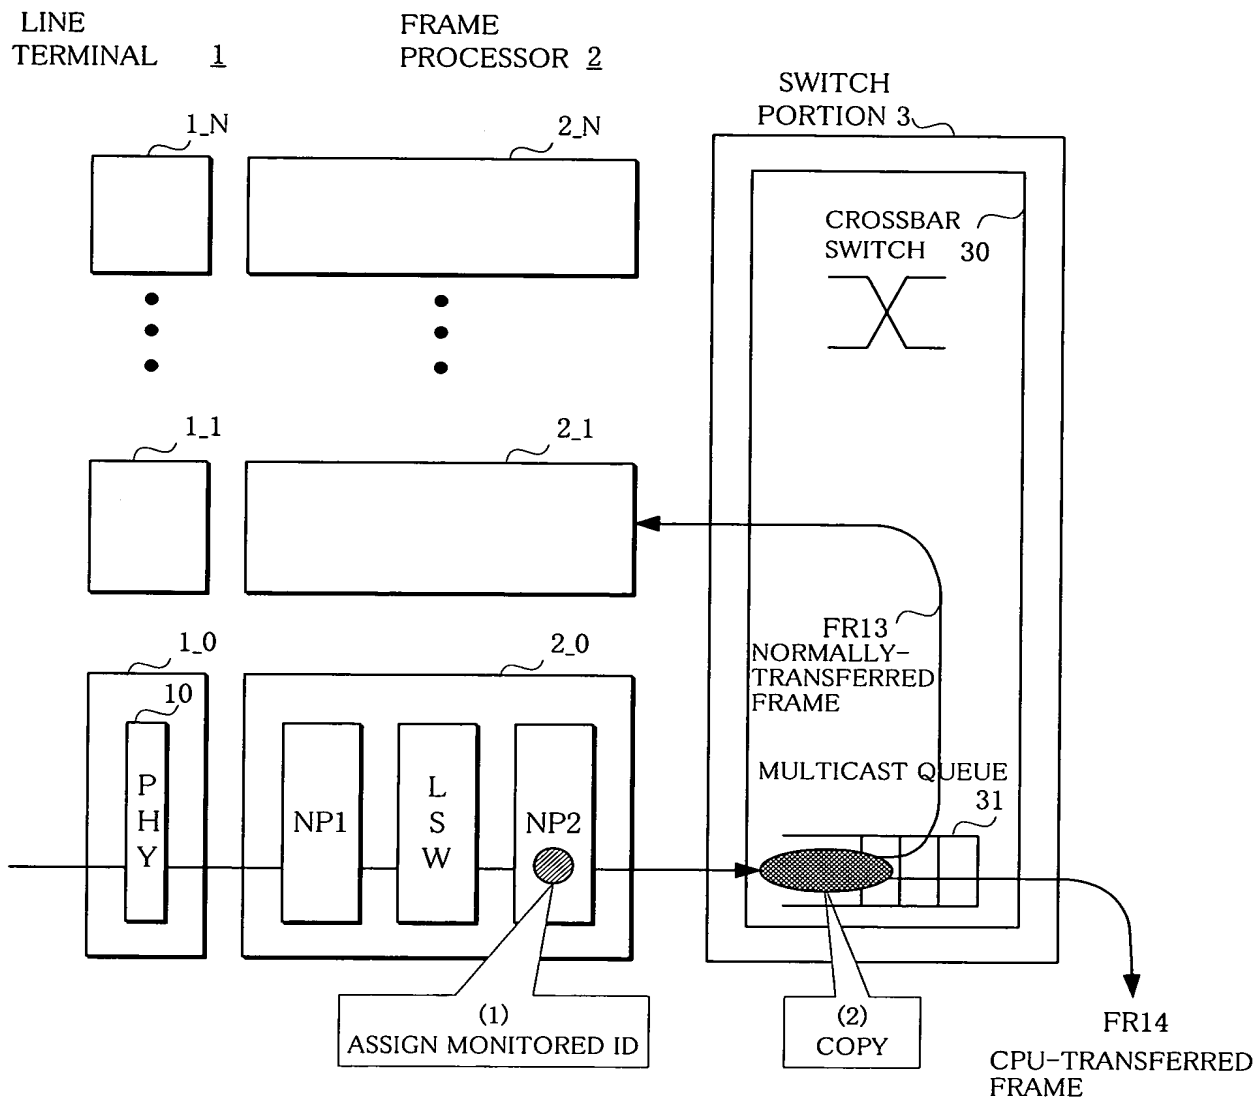 LINE
TERMINAL 1
FRAME
PROCESSOR 2
SWITCH
PORTION 3
1_N
2_N
CROSSBAR
SWITCH 30
1_1
2_1
FR13
NORMALLY-
TRANSFERRED
FRAME
1_0
2_0
10
PHY
NP1
LSW
NP2
MULTICAST QUEUE
31
(1)
ASSIGN MONITORED ID
(2)
COPY
FR14
CPU-TRANSFERRED
FRAME